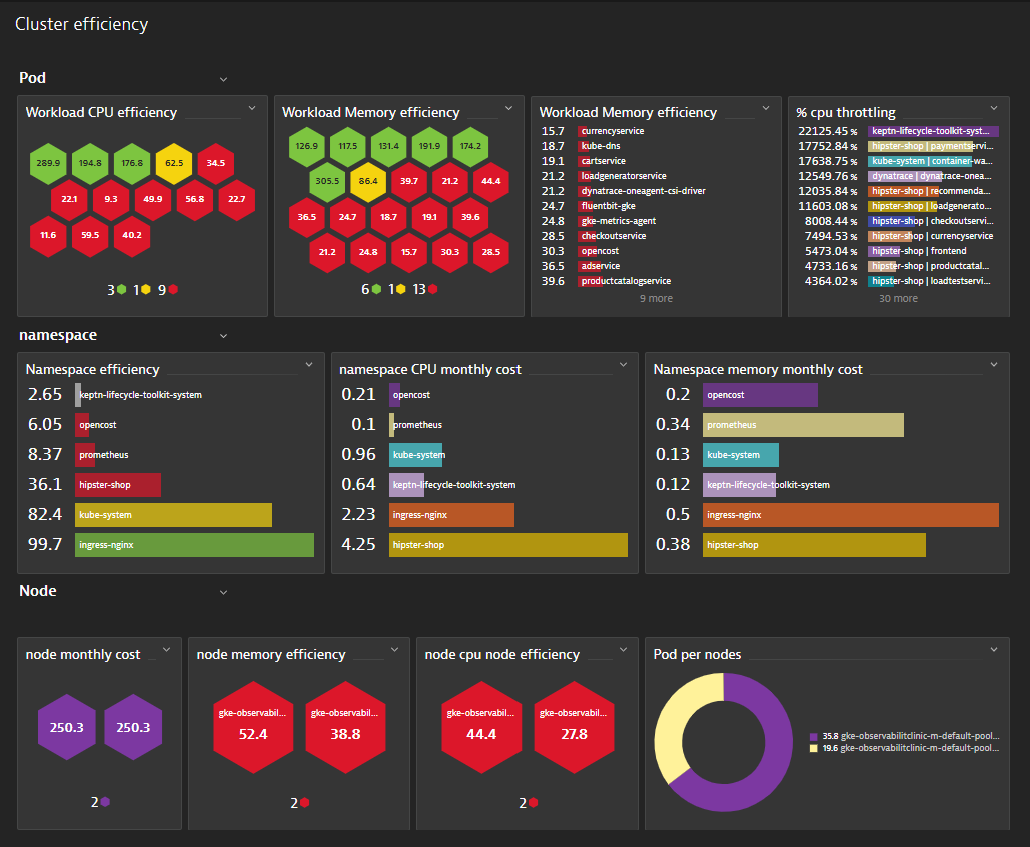 Cluster efficiency
Pod
Workload CPU efficiency
289.9 194.8 176.8 62.5 34.5
22.1 9.3 49.9 56.8 22.7
11.6 59.5 40.2
3 1 9
Workload Memory efficiency
126.9 117.5 131.4 191.9 174.2
305.5 86.4 39.7 21.2 44.4
36.5 24.7 18.7 19.1 39.6
21.2 24.8 15.7 30.3 28.5
6 1 13
Workload Memory efficiency
15.7 currencyservice
18.7 kube-dns
19.1 cartservice
21.2 loadgeneratorservice
21.2 dynatrace-oneagent-csi-driver
24.7 fluentbit-gke
24.8 gke-metrics-agent
28.5 checkoutservice
30.3 opencost
36.5 adservice
39.6 productcatalogservice
9 more
% cpu throttling
22125.45 % keptn-lifecycle-toolkit-syst...
17752.84 % hipster-shop | paymentservi...
17638.75 % kube-system | container-wa...
12549.76 % dynatrace | dynatrace-onea...
12035.84 % hipster-shop | recommenda...
11603.08 % hipster-shop | loadgenerato...
8008.44 % hipster-shop | checkoutservi...
7494.53 % hipster-shop | currencyservice
5473.04 % hipster-shop | frontend
4733.16 % hipster-shop | productcatal...
4364.02 % hipster-shop | loadtestservi...
30 more
namespace
Namespace efficiency
2.65 keptn-lifecycle-toolkit-system
6.05 opencost
8.37 prometheus
36.1 hipster-shop
82.4 kube-system
99.7 ingress-nginx
namespace CPU monthly cost
0.21 opencost
0.1 prometheus
0.96 kube-system
0.64 keptn-lifecycle-toolkit-system
2.23 ingress-nginx
4.25 hipster-shop
Namespace memory monthly cost
0.2 opencost
0.34 prometheus
0.13 kube-system
0.12 keptn-lifecycle-toolkit-system
0.5 ingress-nginx
0.38 hipster-shop
Node
node monthly cost
250.3 250.3
2
node memory efficiency
gke-observabil... gke-observabil...
52.4 38.8
2
node cpu node efficiency
gke-observabil... gke-observabil...
44.4 27.8
2
Pod per nodes
35.8 gke-observabilitclinic-m-default-pool...
19.6 gke-observabilitclinic-m-default-pool...